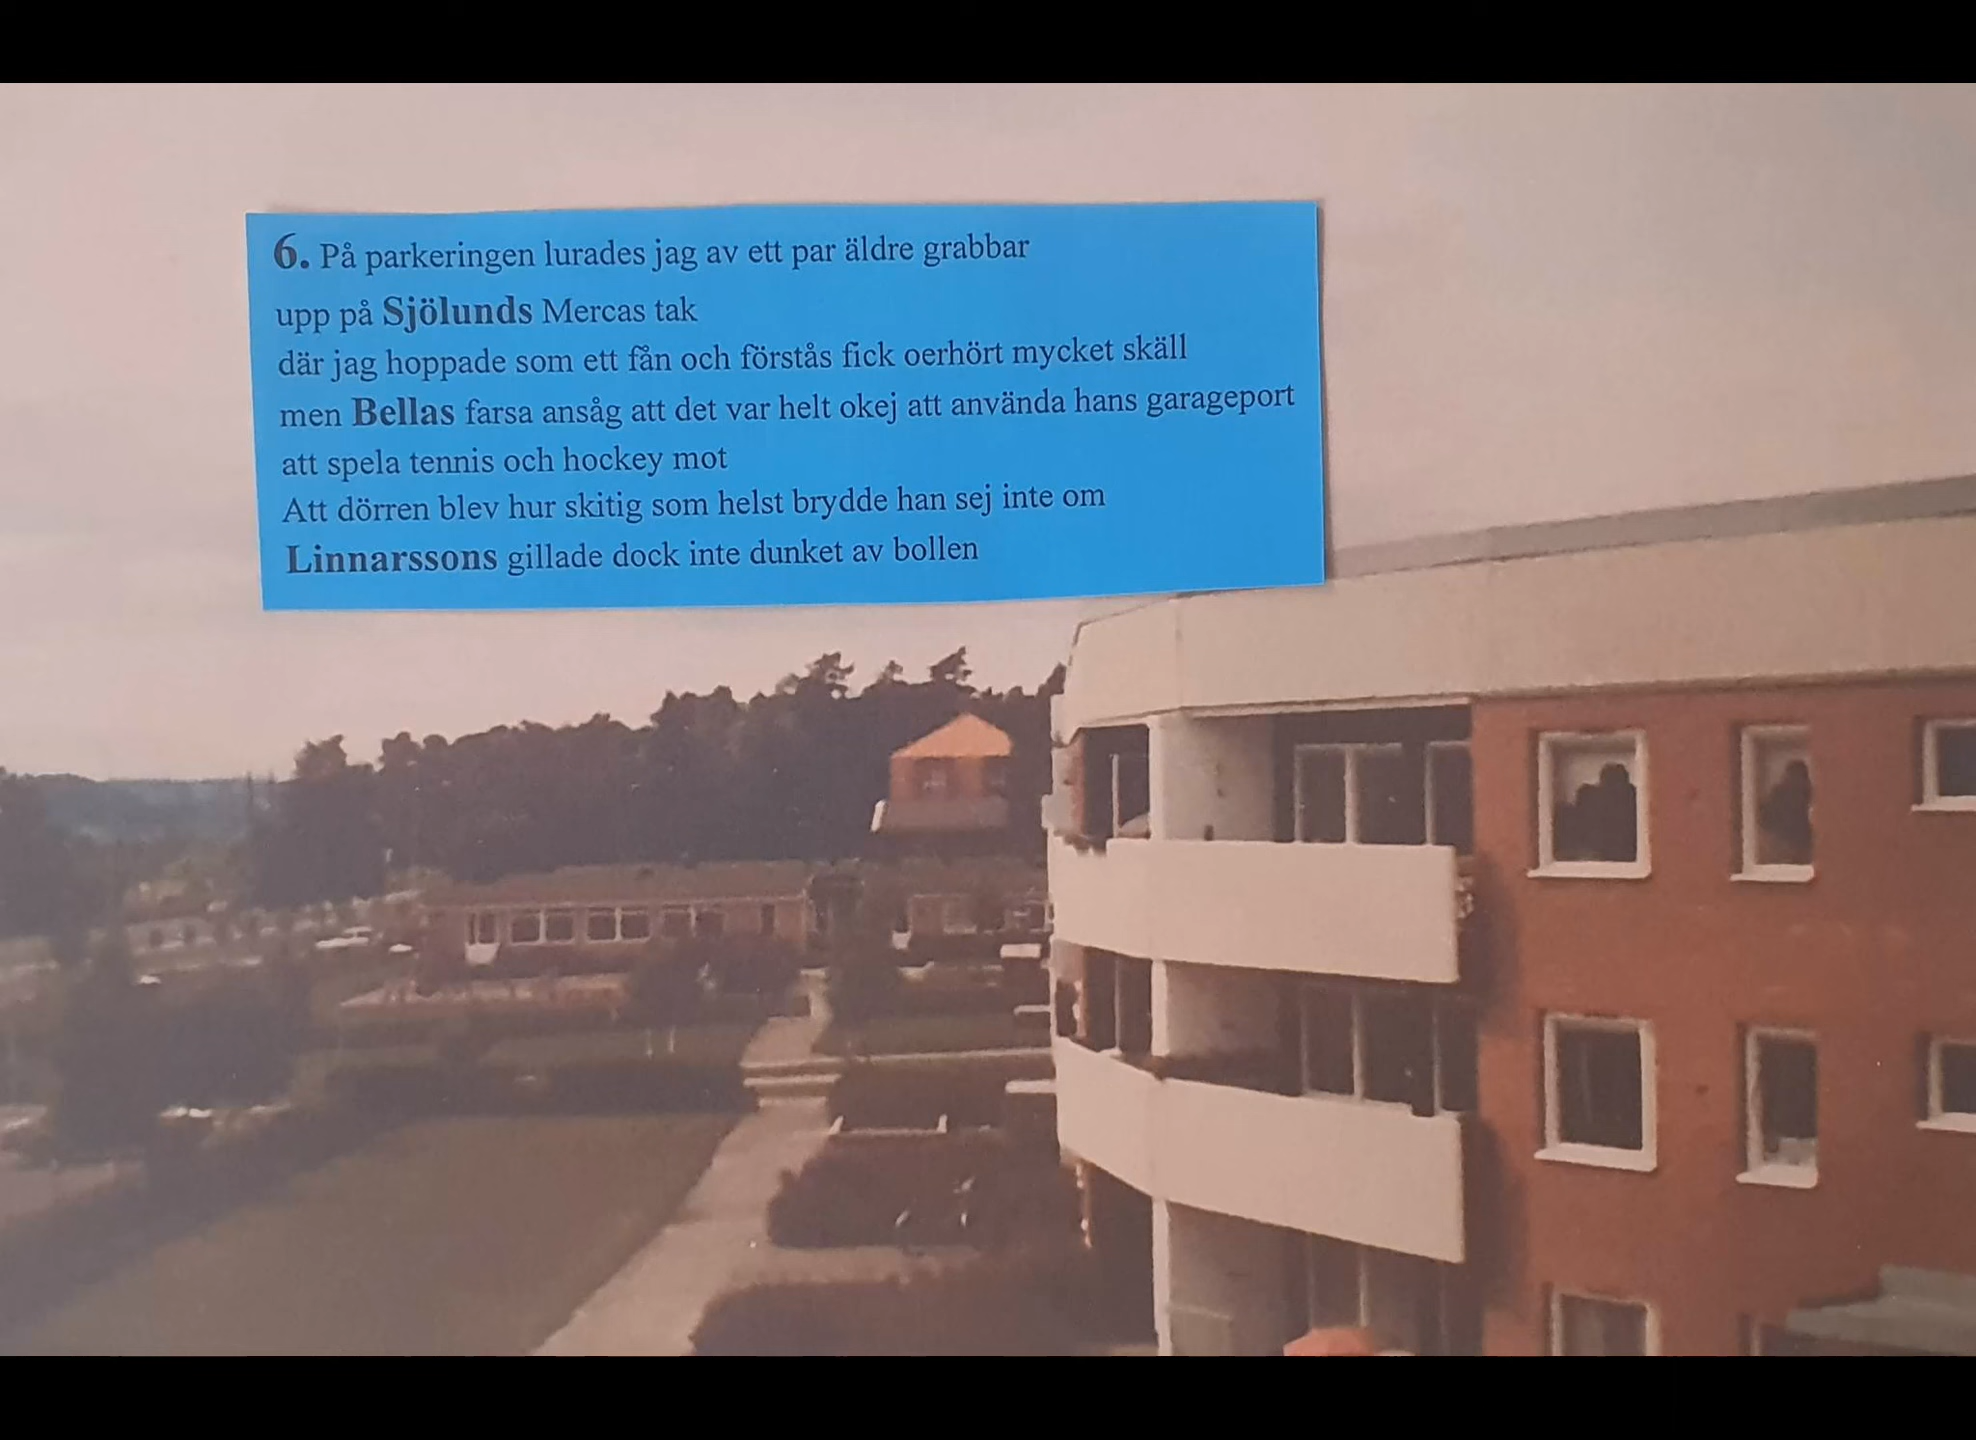 6. På parkeringen lurades jag av ett par äldre grabbar
upp på Sjölunds Mercas tak
där jag hoppade som ett fån och förstås fick oerhört mycket skäll
men Bellas farsa ansåg att det var helt okej att använda hans garageport
att spela tennis och hockey mot
Att dörren blev hur skitig som helst brydde han sej inte om
Linnarssons gillade dock inte dunket av bollen